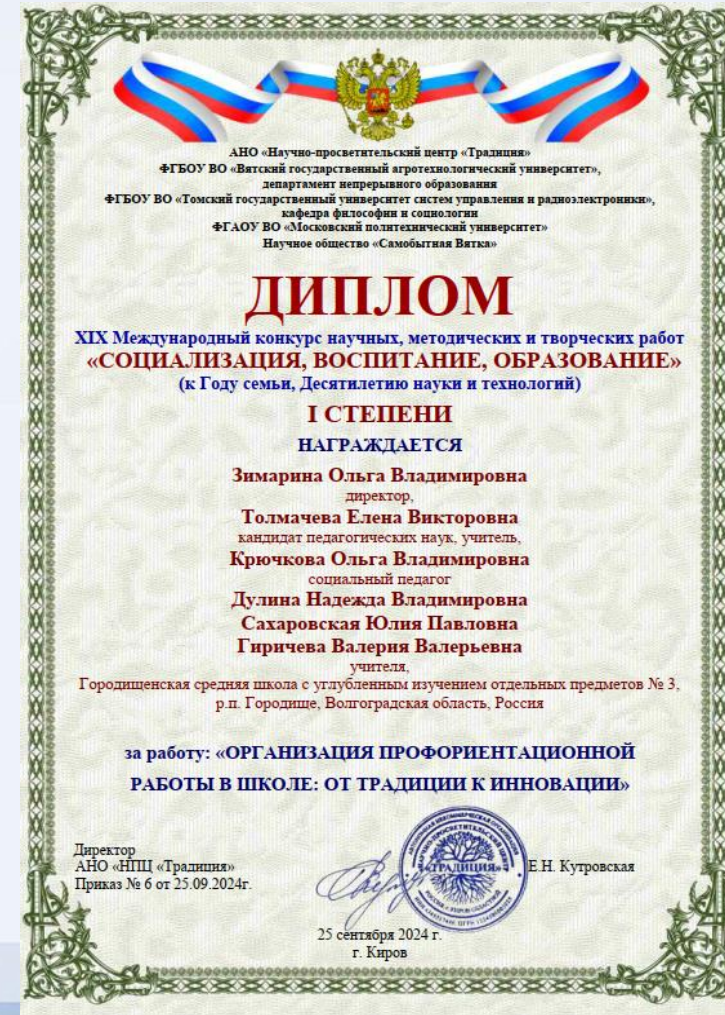 АНО «Научно-просветительский центр «Традиция»
ФГБОУ ВО «Вятский государственный агротехнологический университет»,
департамент непрерывного образования
ФГБОУ ВО «Томский государственный университет систем управления и радиоэлектроники»,
кафедра философии и социологии
ФГАОУ ВО «Московский политехнический университет»
Научное общество «Самобытная Вятка»
ДИПЛОМ
XIX Международный конкурс научных, методических и творческих работ
«СОЦИАЛИЗАЦИЯ, ВОСПИТАНИЕ, ОБРАЗОВАНИЕ»
(к Году семьи, Десятилетию науки и технологий)
I СТЕПЕНИ
НАГРАЖДАЕТСЯ
Зимарина Ольга Владимировна
директор,
Толмачева Елена Викторовна
кандидат педагогических наук, учитель,
Крючкова Ольга Владимировна
социальный педагог
Дулина Надежда Владимировна
Сахаровская Юлия Павловна
Гиричева Валерия Валерьевна
учителя,
Городищенская средняя школа с углубленным изучением отдельных предметов № 3,
р.п. Городище, Волгоградская область, Россия
за работу: «ОРГАНИЗАЦИЯ ПРОФОРИЕНТАЦИОННОЙ
РАБОТЫ В ШКОЛЕ: ОТ ТРАДИЦИИ К ИННОВАЦИИ»
Директор
АНО «НПЦ «Традиция»
Приказ № 6 от 25.09.2024г.
«ТРАДИЦИЯ»
Е.Н. Кутровская
25 сентября 2024 г.
г. Киров